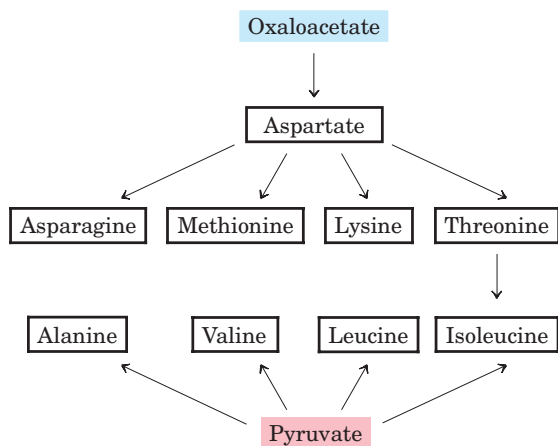 Oxaloacetate
Aspartate
Asparagine Methionine Lysine Threonine
Alanine Valine Leucine Isoleucine
Pyruvate